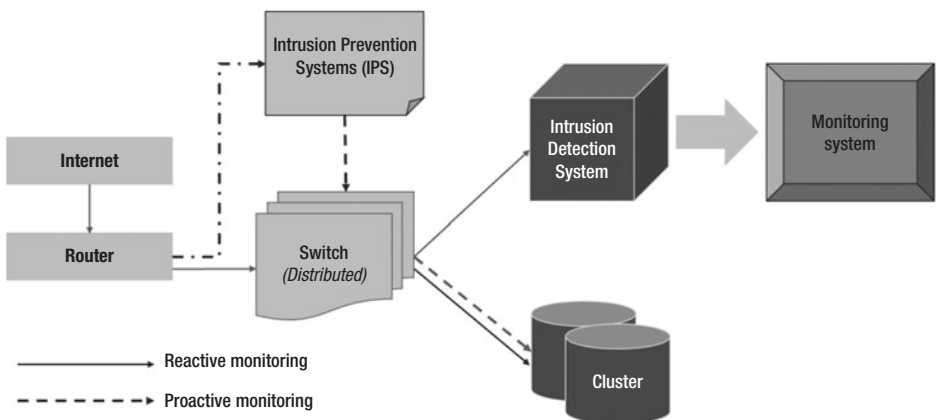 Intrusion Prevention
Systems (IPS)
Internet
Router
Switch
(Distributed)
Intrusion
Detection
System
Monitoring
system
Cluster
Reactive monitoring
Proactive monitoring